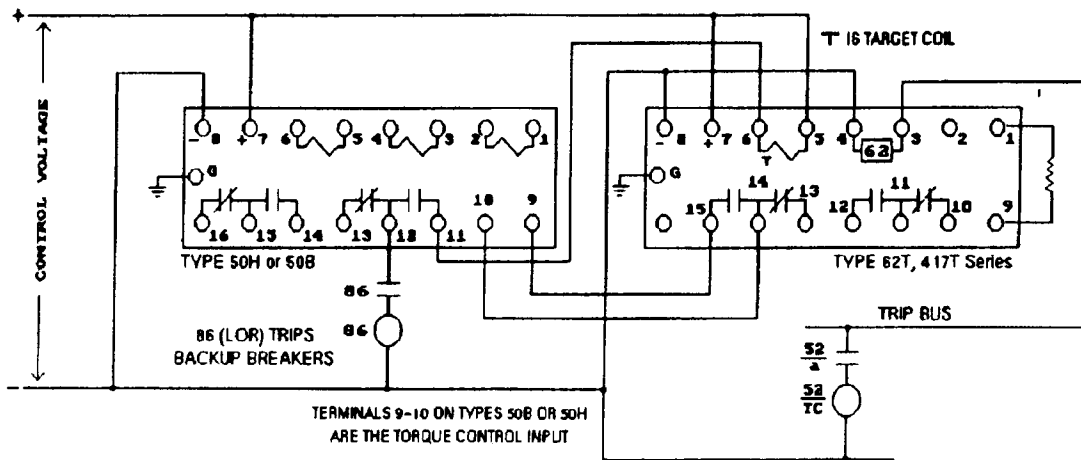 +
CONTROL VOLTAGE
-
"T" IS TARGET COIL
- 8 + 7 6 5 4 3 2 1
G
16 15 14 13 12 11 10 9
TYPE 50H or 50B
- 8 + 7 6 5 4 3 2 1
T 62
G
15 14 13 12 11 10 9
TYPE 62T, 417T Series
86
86
86 (LOR) TRIPS
BACKUP BREAKERS
TRIP BUS
52
a
52
TC
TERMINALS 9-10 ON TYPES 50B OR 50H
ARE THE TORQUE CONTROL INPUT